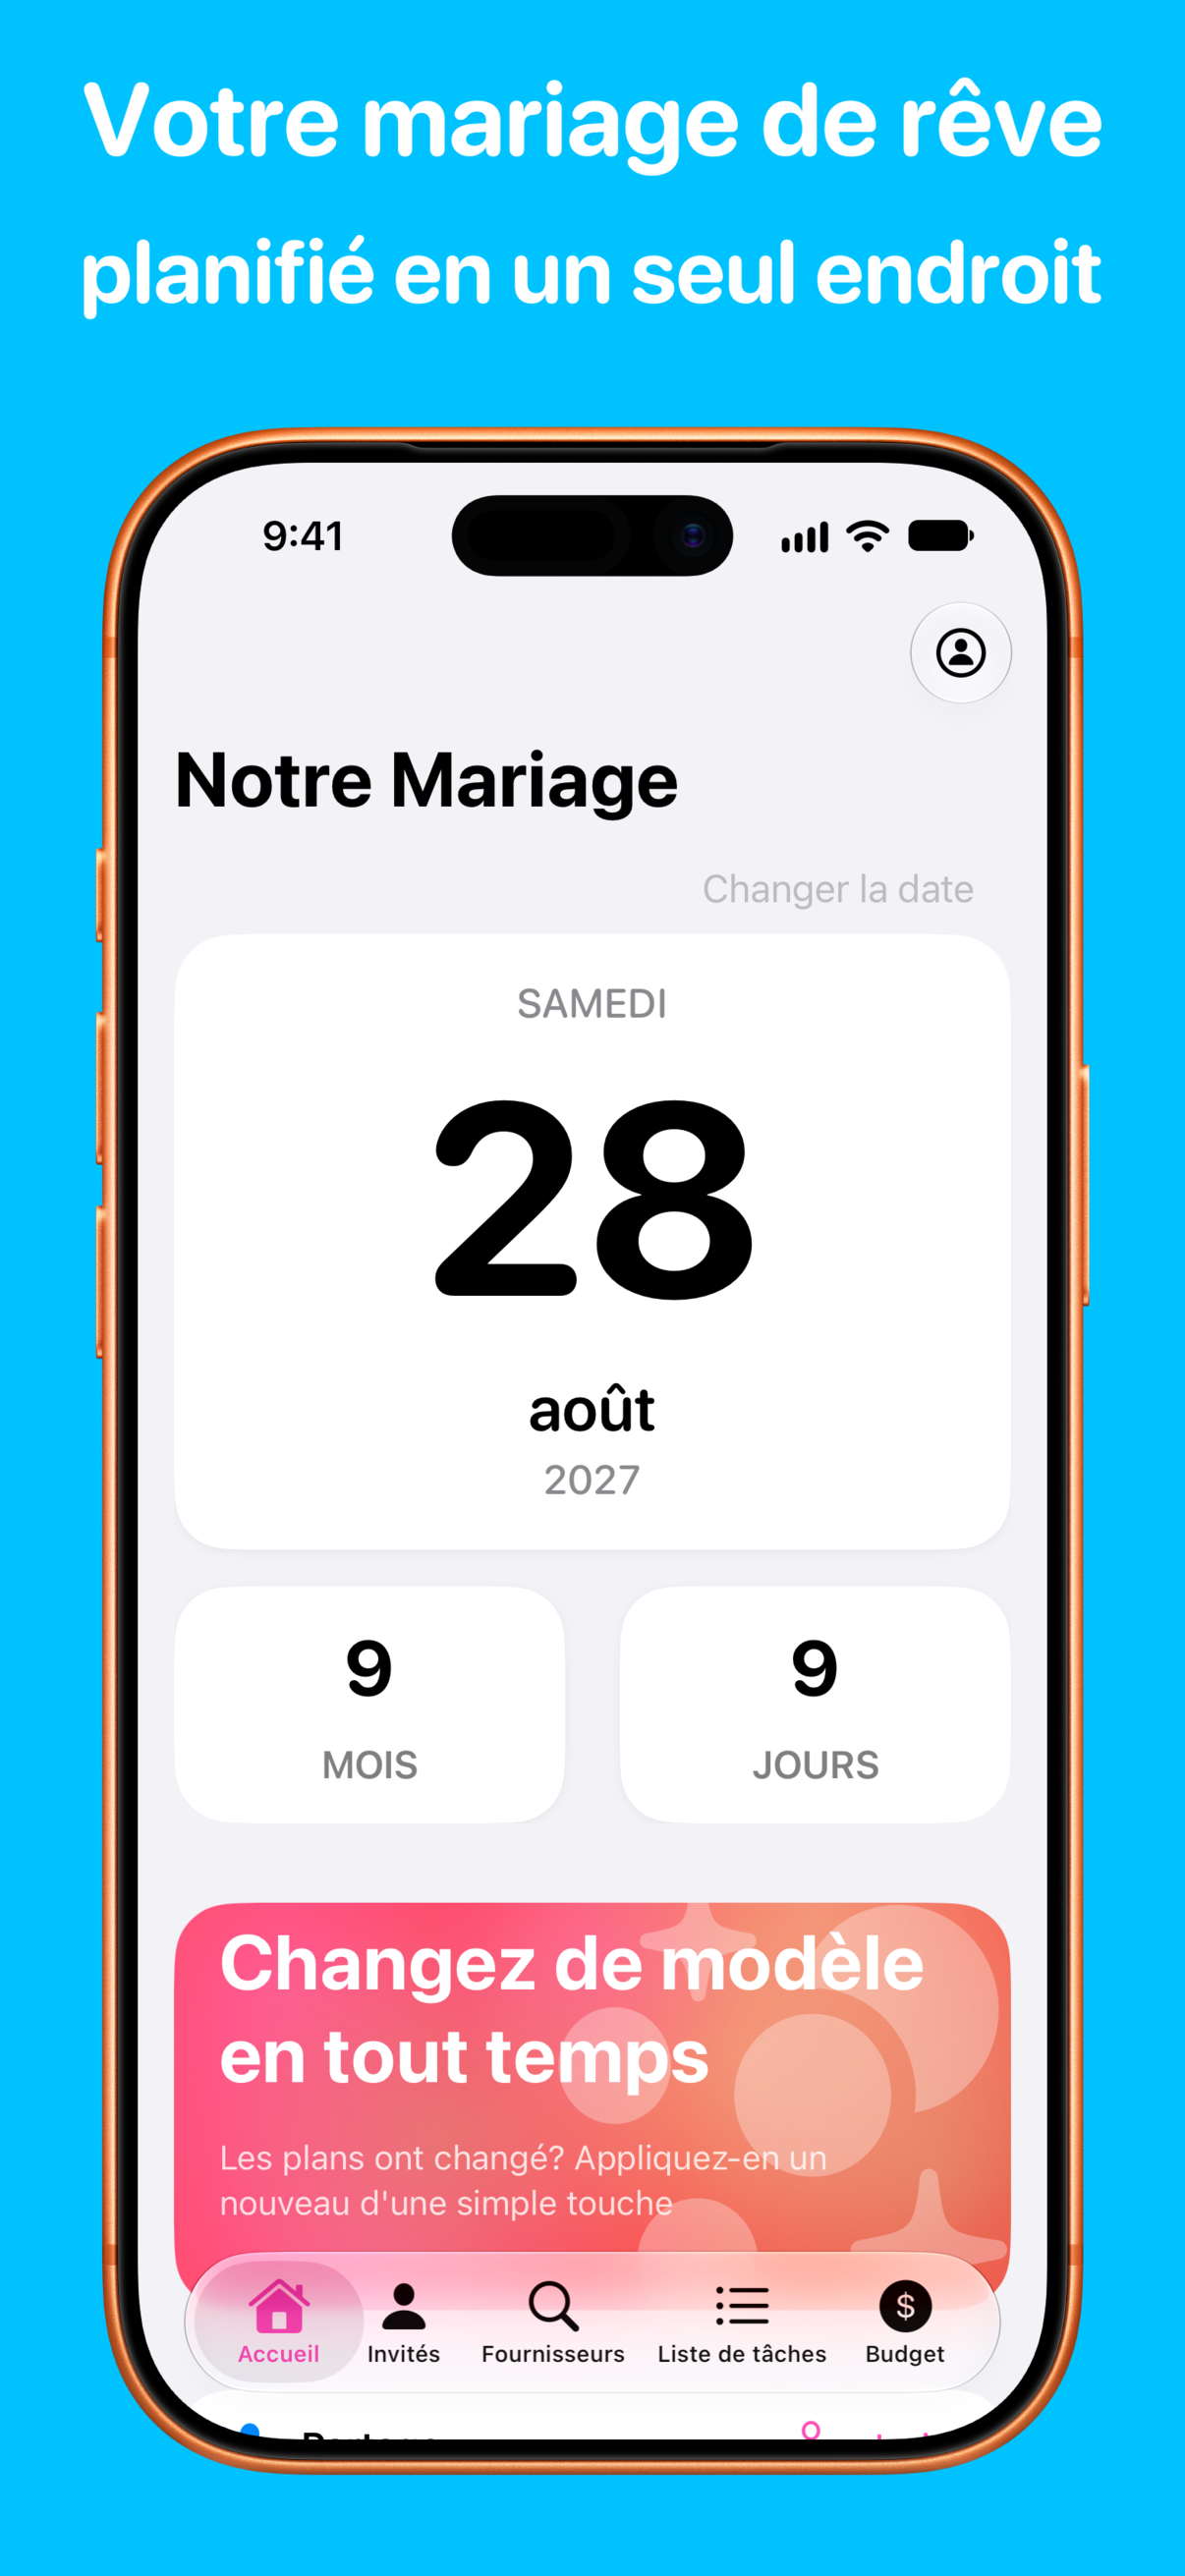 Votre mariage de rêve
planifié en un seul endroit
9:41
Notre Mariage
Changer la date
SAMEDI
28
août
2027
9
MOIS
9
JOURS
Changez de modèle
en tout temps
Les plans ont changé? Appliquez-en un
nouveau d'une simple touche
Accueil
Invités
Fournisseurs
Liste de tâches
Budget